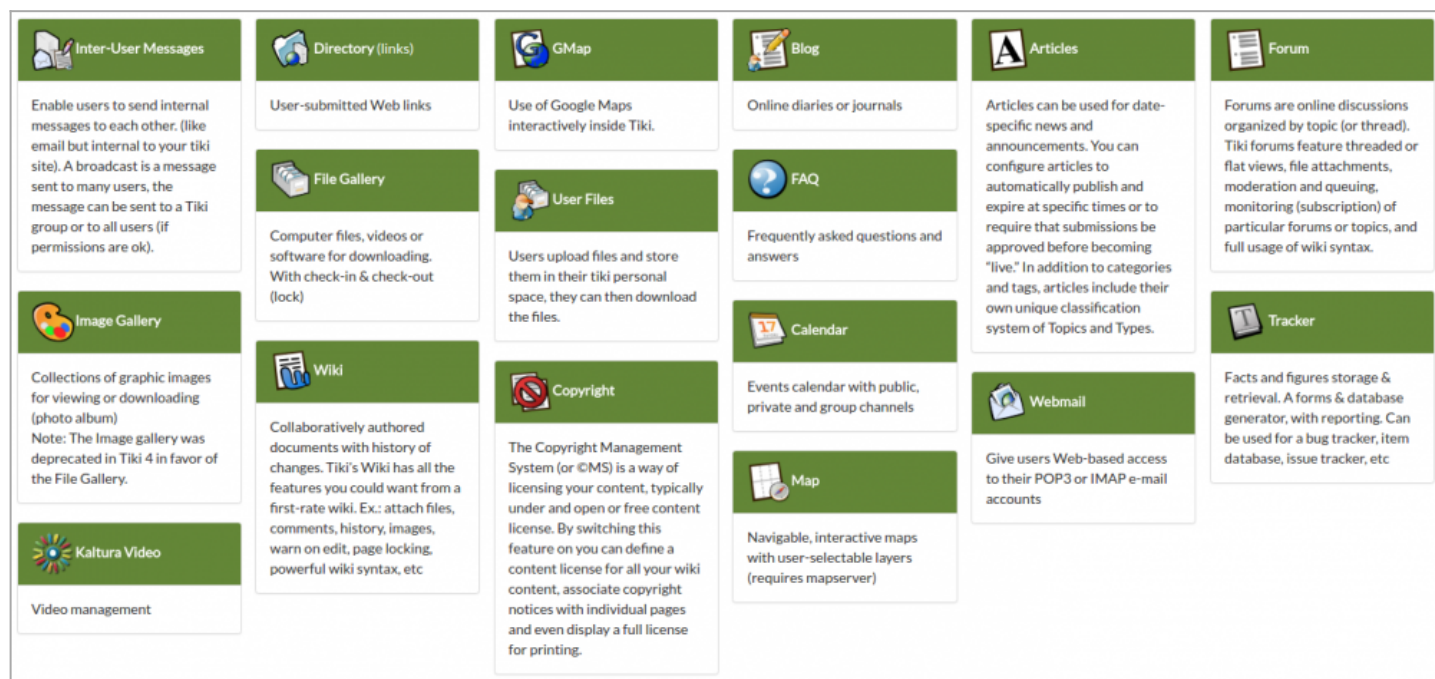 Inter-User Messages
Enable users to send internal
messages to each other. (like
email but internal to your tiki
site). A broadcast is a message
sent to many users, the
message can be sent to a Tiki
group or to all users (if
permissions are ok).
Image Gallery
Collections of graphic images
for viewing or downloading
(photo album)
Note: The Image gallery was
deprecated in Tiki 4 in favor of
the File Gallery.
Kaltura Video
Video management
Directory (links)
User-submitted Web links
File Gallery
Computer files, videos or
software for downloading.
With check-in & check-out
(lock)
Wiki
Collaboratively authored
documents with history of
changes. Tiki's Wiki has all the
features you could want from a
first-rate wiki. Ex.: attach files,
comments, history, images,
warn on edit, page locking,
powerful wiki syntax, etc
G
GMap
Use of Google Maps
interactively inside Tiki.
User Files
Users upload files and store
them in their tiki personal
space, they can then download
the files.
Copyright
The Copyright Management
System (or ©MS) is a way of
licensing your content, typically
under and open or free content
license. By switching this
feature on you can define a
content license for all your wiki
content, associate copyright
notices with individual pages
and even display a full license
for printing.
Blog
Online diaries or journals
?
FAQ
Frequently asked questions and
answers
17
Calendar
Events calendar with public,
private and group channels
Map
Navigable, interactive maps
with user-selectable layers
(requires mapserver)
A
Articles
Articles can be used for date-
specific news and
announcements. You can
configure articles to
automatically publish and
expire at specific times or to
require that submissions be
approved before becoming
"live." In addition to categories
and tags, articles include their
own unique classification
system of Topics and Types.
Webmail
Give users Web-based access
to their POP3 or IMAP e-mail
accounts
Forum
Forums are online discussions
organized by topic (or thread).
Tiki forums feature threaded or
flat views, file attachments,
moderation and queuing,
monitoring (subscription) of
particular forums or topics, and
full usage of wiki syntax.
T
Tracker
Facts and figures storage &
retrieval. A forms & database
generator, with reporting. Can
be used for a bug tracker, item
database, issue tracker, etc